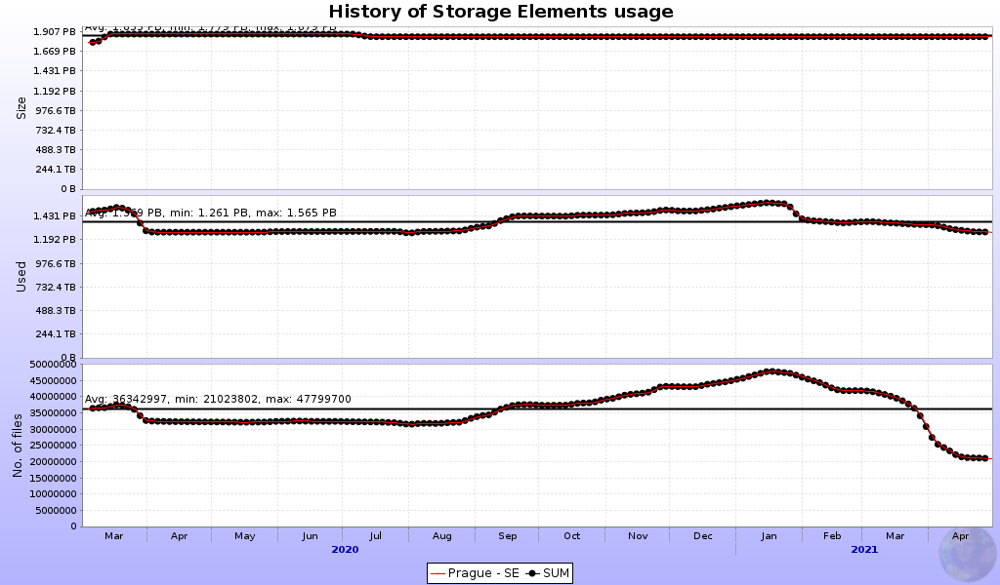 History of Storage Elements usage
Size
1.907 PB
1.669 PB
1.431 PB
1.192 PB
976.6 TB
732.4 TB
488.3 TB
244.1 TB
0 B
Used
Avg: 1.369 PB, min: 1.261 PB, max: 1.565 PB
1.431 PB
1.192 PB
976.6 TB
732.4 TB
488.3 TB
244.1 TB
0 B
No. of files
50000000
45000000
Avg: 36342997, min: 21023802, max: 47799700
40000000
35000000
30000000
25000000
20000000
15000000
10000000
5000000
0
Mar Apr May Jun Jul Aug Sep Oct Nov Dec Jan Feb Mar Apr
2020 2021
Prague - SE SUM